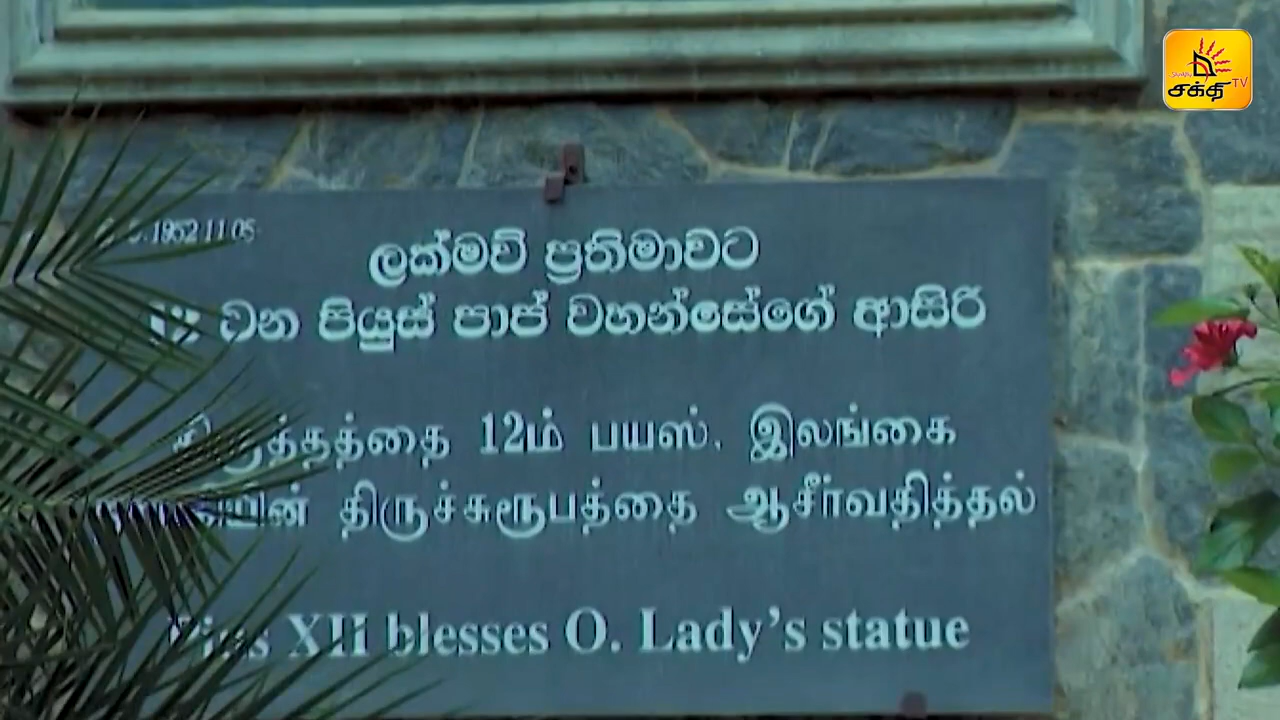 1952.11.05
ලක්මව් ප්‍රතිමාවට
වන පියුස් පාප් වහන්සේගේ ආසිරි
12ம் பயஸ். இலங்கை
திருச்சுரூபத்தை ஆசீர்வதித்தல்
XII blesses O. Lady's statue
சக்தி TV